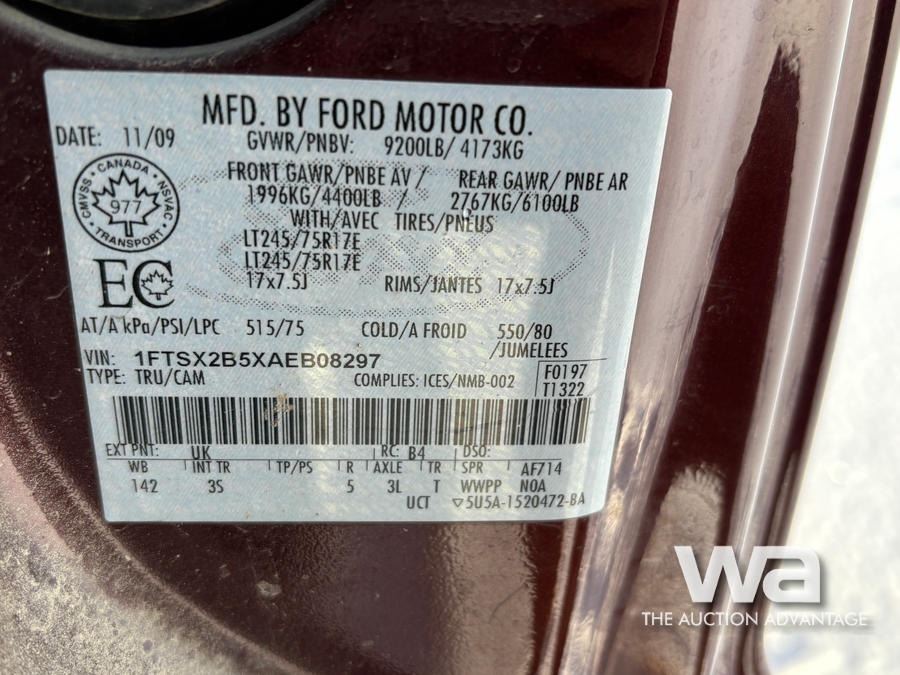 MFD. BY FORD MOTOR CO.
DATE: 11/09
GVWR/PNBV: 9200LB/ 4173KG
CANADA
CMVSS
NSVAC
977
TRANSPORT
FRONT GAWR/PNBE AV / REAR GAWR/ PNBE AR
1996KG/4400LB / 2767KG/6100LB
WITH/AVEC TIRES/PNEUS
LT245/75R17E
LT245/75R17E
17x7.5J RIMS/JANTES 17x7.5J
EC
AT/A kPa/PSI/LPC 515/75 COLD/A FROID 550/80
/JUMELEES
VIN: 1FTSX2B5XAEB08297
F0197
TYPE: TRU/CAM COMPLIES: ICES/NMB-002
T1322
EXT PNT: UK RC: B4 DSO:
WB INT TR TP/PS R AXLE TR SPR AF714
142 3S 5 3L T WWPP N0A
UCT ▽5U5A-1520472-BA
wa
THE AUCTION ADVANTAGE